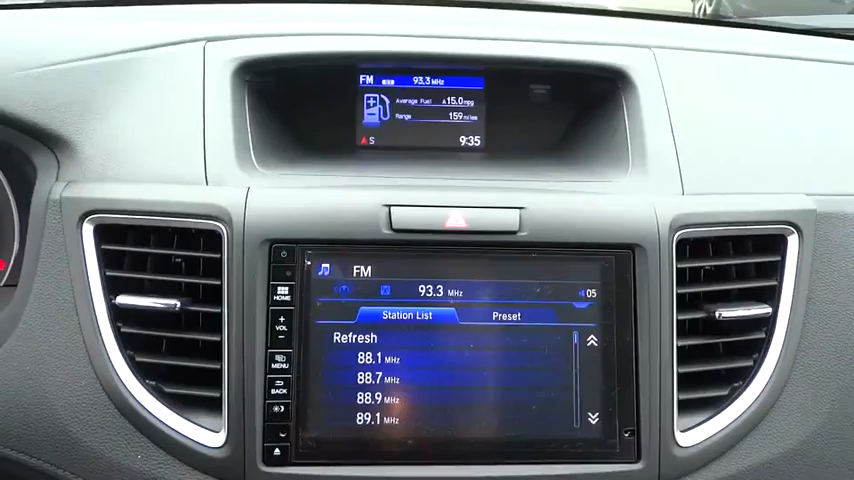 FM
93.3 MHz
Average Fuel 15.0 mpg
Range 159 miles
S 9:35
FM
93.3 MHz 05
Station List Preset
Refresh
88.1 MHz
88.7 MHz
88.9 MHz
89.1 MHz
HOME
+
VOL
-
MENU
BACK